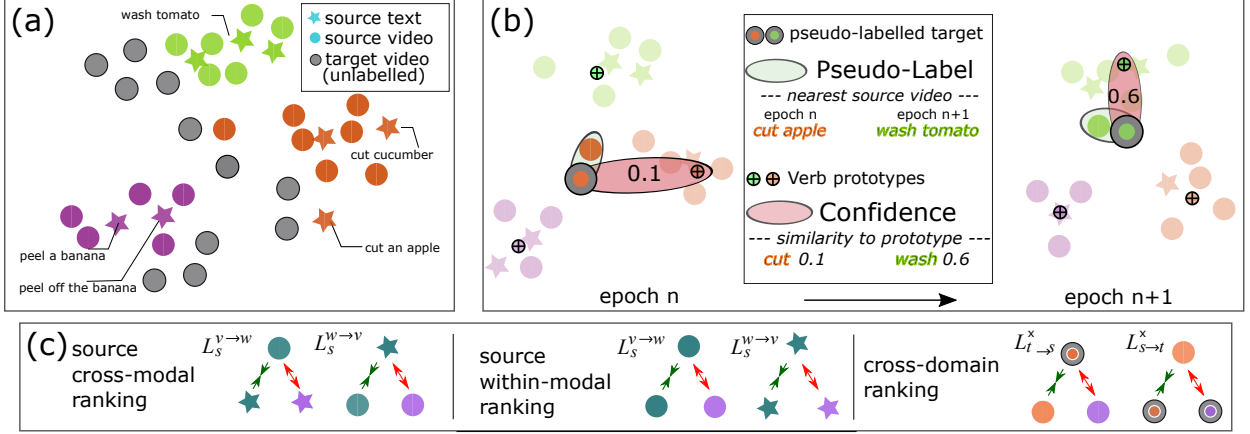 (a)
wash tomato
source text
source video
target video
(unlabelled)
cut cucumber
cut an apple
peel a banana
peel off the banana
(b)
pseudo-labelled target
Pseudo-Label
--- nearest source video ---
epoch n epoch n+1
cut apple wash tomato
Verb prototypes
Confidence
--- similarity to prototype ---
cut 0.1 wash 0.6
0.1
0.6
epoch n
epoch n+1
(c)
source
cross-modal
ranking
L_s^{v→w} L_s^{w→v}
source
within-modal
ranking
L_s^{v→w} L_s^{w→v}
cross-domain
ranking
L_{t→s}^x L_{s→t}^x